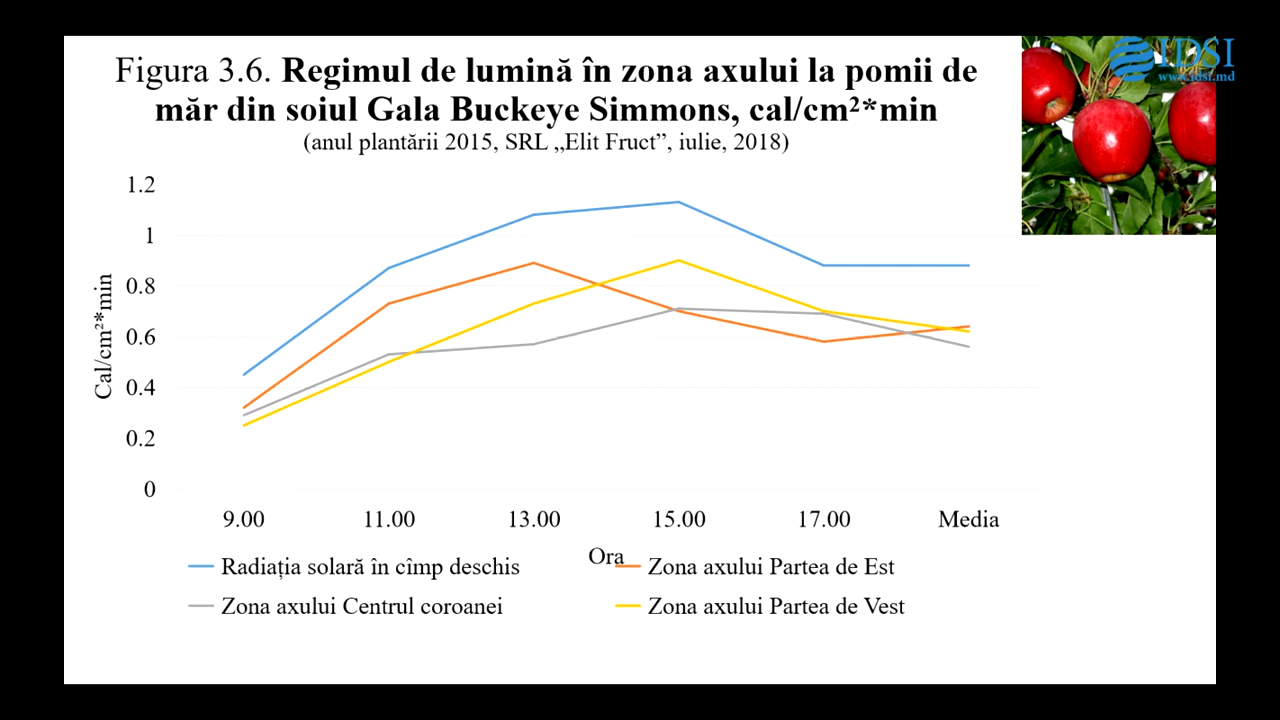 Figura 3.6. Regimul de lumină în zona axului la pomii de
măr din soiul Gala Buckeye Simmons, cal/cm²*min
(anul plantării 2015, SRL „Elit Fruct”, iulie, 2018)
IDSI
www.idsi.md
Cal/cm²*min
1.2
1
0.8
0.6
0.4
0.2
0
9.00 11.00 13.00 15.00 17.00 Media
Ora
Radiația solară în cîmp deschis
Zona axului Partea de Est
Zona axului Centrul coroanei
Zona axului Partea de Vest